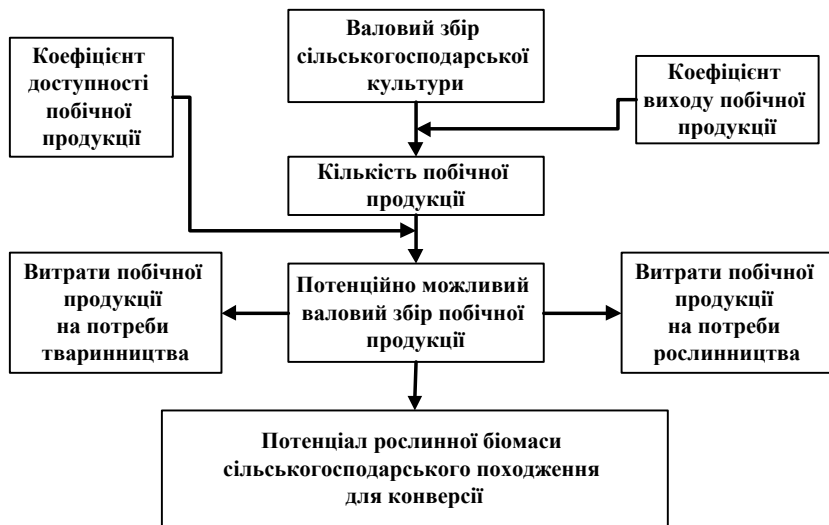 Валовий збір
сільськогосподарської
культури
Коефіцієнт
доступності
побічної
продукції
Коефіцієнт
виходу побічної
продукції
Кількість побічної
продукції
Витрати побічної
продукції
на потреби
тваринництва
Потенційно можливий
валовий збір побічної
продукції
Витрати побічної
продукції
на потреби
рослинництва
Потенціал рослинної біомаси
сільськогосподарського походження
для конверсії